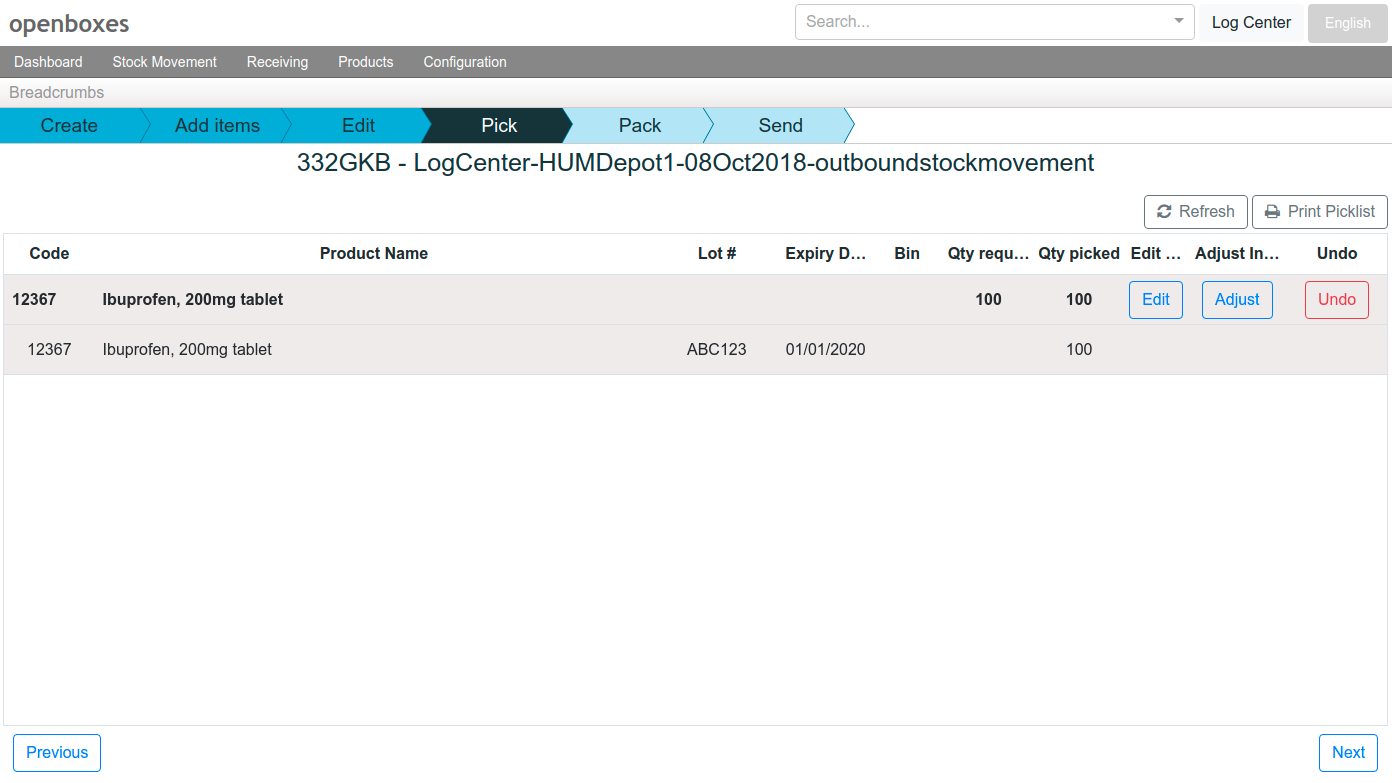 openboxes
Search...
Log Center
English
Dashboard Stock Movement Receiving Products Configuration
Breadcrumbs
Create Add items Edit Pick Pack Send
332GKB - LogCenter-HUMDepot1-08Oct2018-outboundstockmovement
Refresh Print Picklist
Code Product Name Lot # Expiry D... Bin Qty requ... Qty picked Edit ... Adjust In... Undo
12367 Ibuprofen, 200mg tablet 100 100 Edit Adjust Undo
12367 Ibuprofen, 200mg tablet ABC123 01/01/2020 100
Previous Next